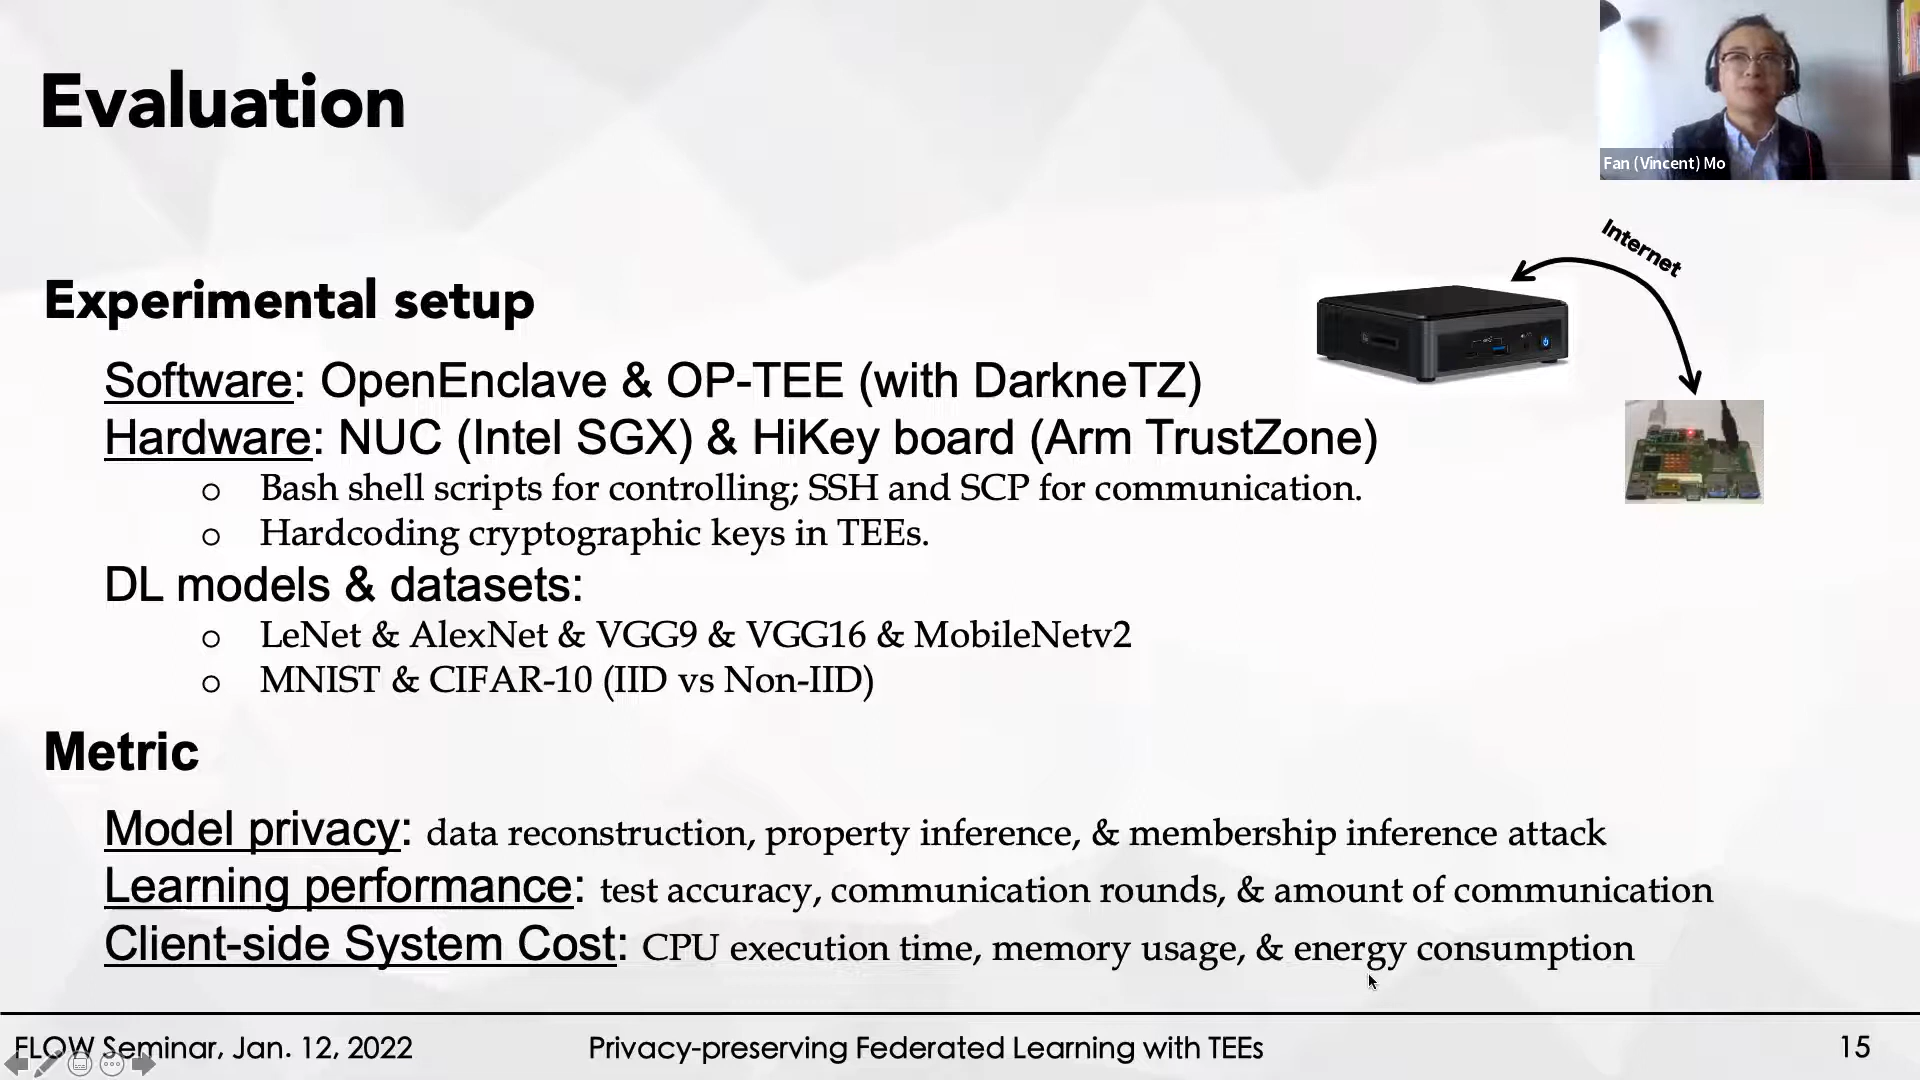 Evaluation
Fan (Vincent) Mo
Internet
Experimental setup
Software: OpenEnclave & OP-TEE (with DarkneTZ)
Hardware: NUC (Intel SGX) & HiKey board (Arm TrustZone)
o Bash shell scripts for controlling; SSH and SCP for communication.
o Hardcoding cryptographic keys in TEEs.
DL models & datasets:
o LeNet & AlexNet & VGG9 & VGG16 & MobileNetv2
o MNIST & CIFAR-10 (IID vs Non-IID)
Metric
Model privacy: data reconstruction, property inference, & membership inference attack
Learning performance: test accuracy, communication rounds, & amount of communication
Client-side System Cost: CPU execution time, memory usage, & energy consumption
FLOW Seminar, Jan. 12, 2022
Privacy-preserving Federated Learning with TEEs
15